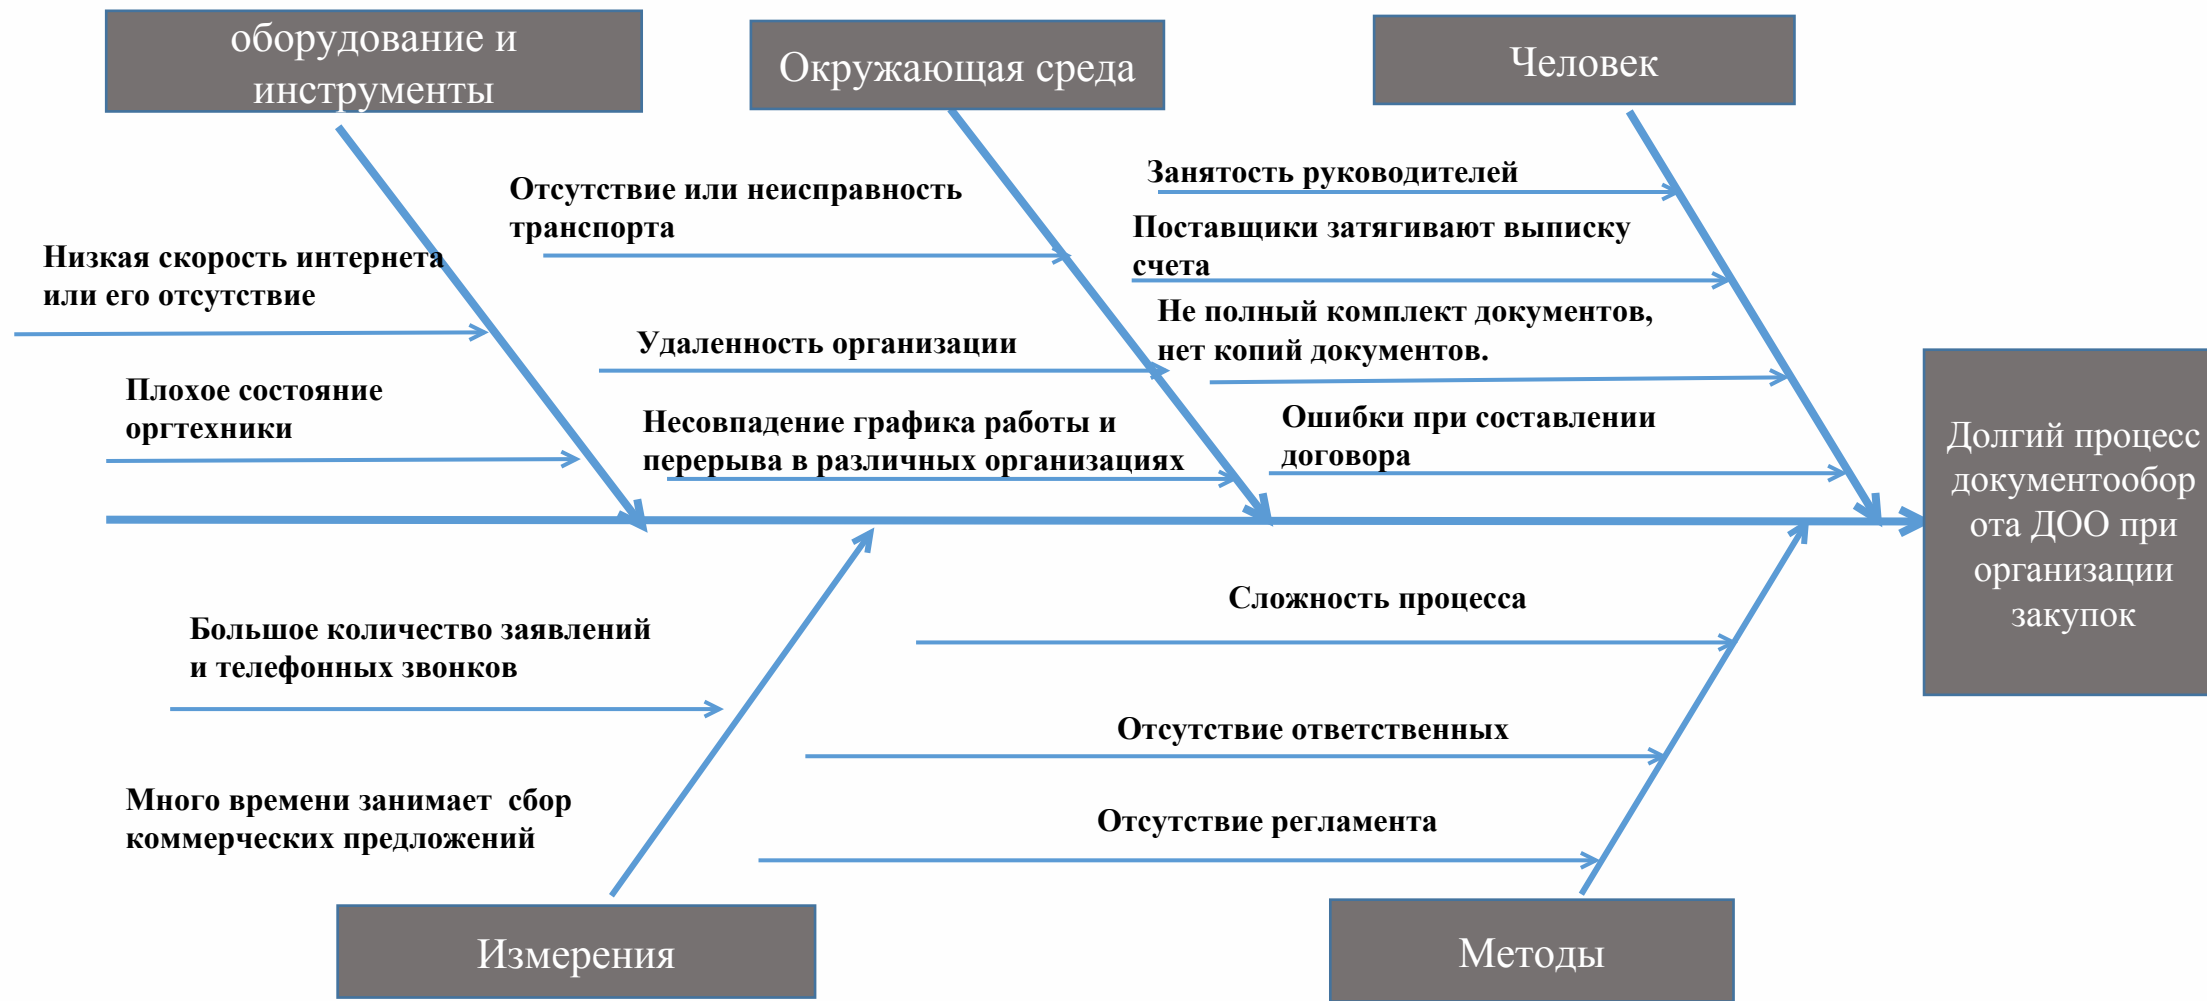 оборудование и
инструменты
Окружающая среда
Человек
Низкая скорость интернета
или его отсутствие
Плохое состояние
оргтехники
Отсутствие или неисправность
транспорта
Удаленность организации
Несовпадение графика работы и
перерыва в различных организациях
Занятость руководителей
Поставщики затягивают выписку
счета
Не полный комплект документов,
нет копий документов.
Ошибки при составлении
договора
Долгий процесс
документообор
ота ДОО при
организации
закупок
Большое количество заявлений
и телефонных звонков
Много времени занимает  сбор
коммерческих предложений
Сложность процесса
Отсутствие ответственных
Отсутствие регламента
Измерения
Методы